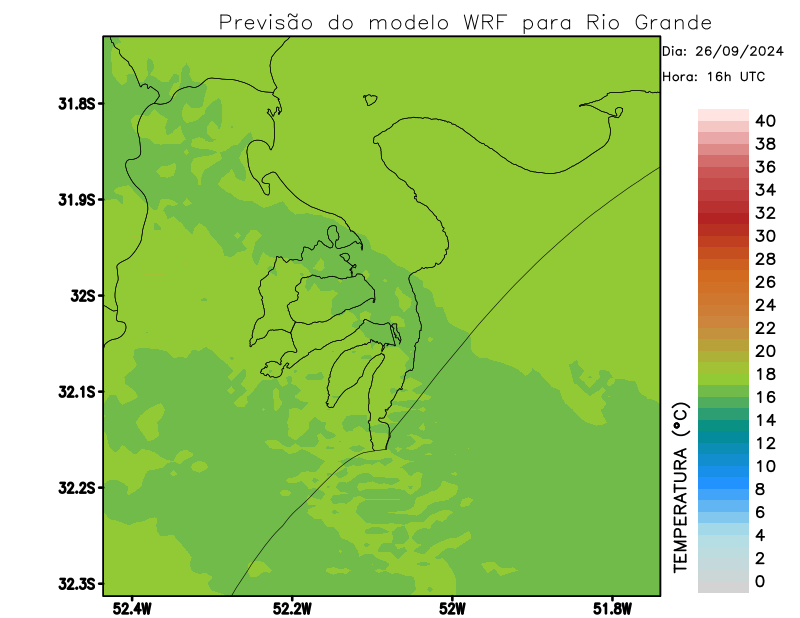 Previsão do modelo WRF para Rio Grande
Dia: 26/09/2024
Hora: 16h UTC
31.8S
31.9S
32S
32.1S
32.2S
32.3S
52.4W
52.2W
52W
51.8W
TEMPERATURA (°C)
40
38
36
34
32
30
28
26
24
22
20
18
16
14
12
10
8
6
4
2
0